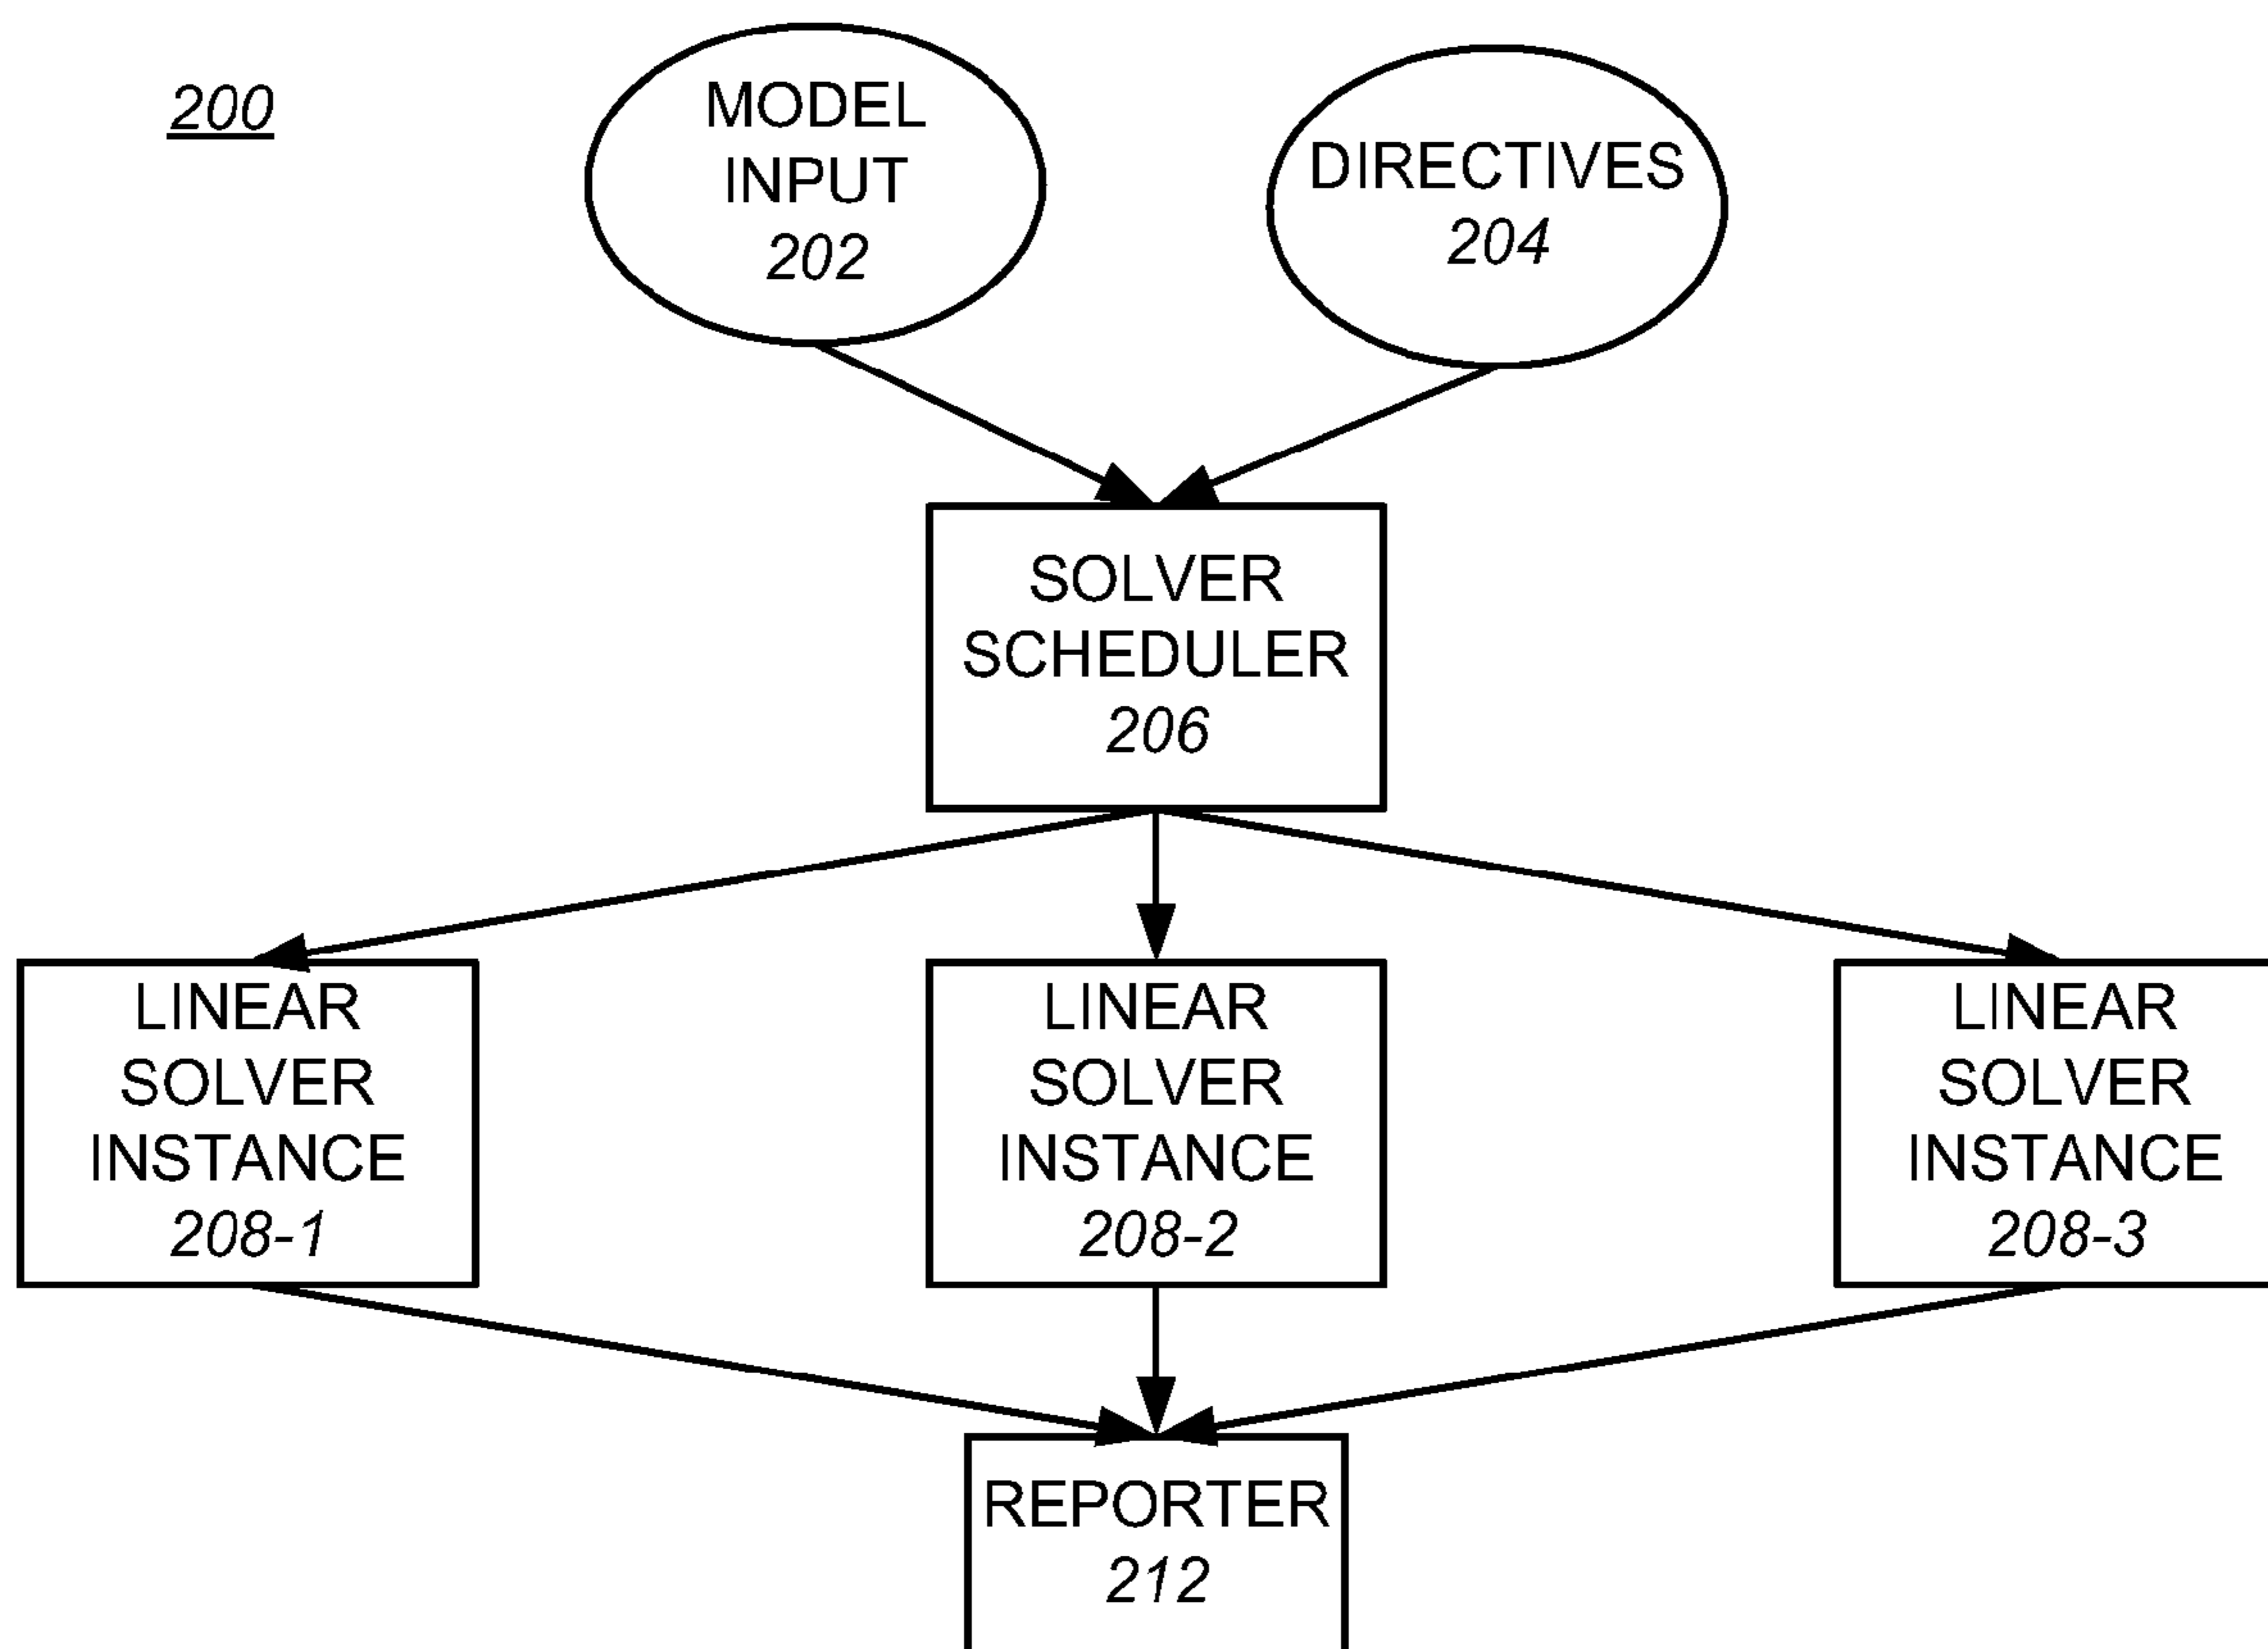 200
MODEL
INPUT
202
DIRECTIVES
204
SOLVER
SCHEDULER
206
LINEAR
SOLVER
INSTANCE
208-1
LINEAR
SOLVER
INSTANCE
208-2
LINEAR
SOLVER
INSTANCE
208-3
REPORTER
212